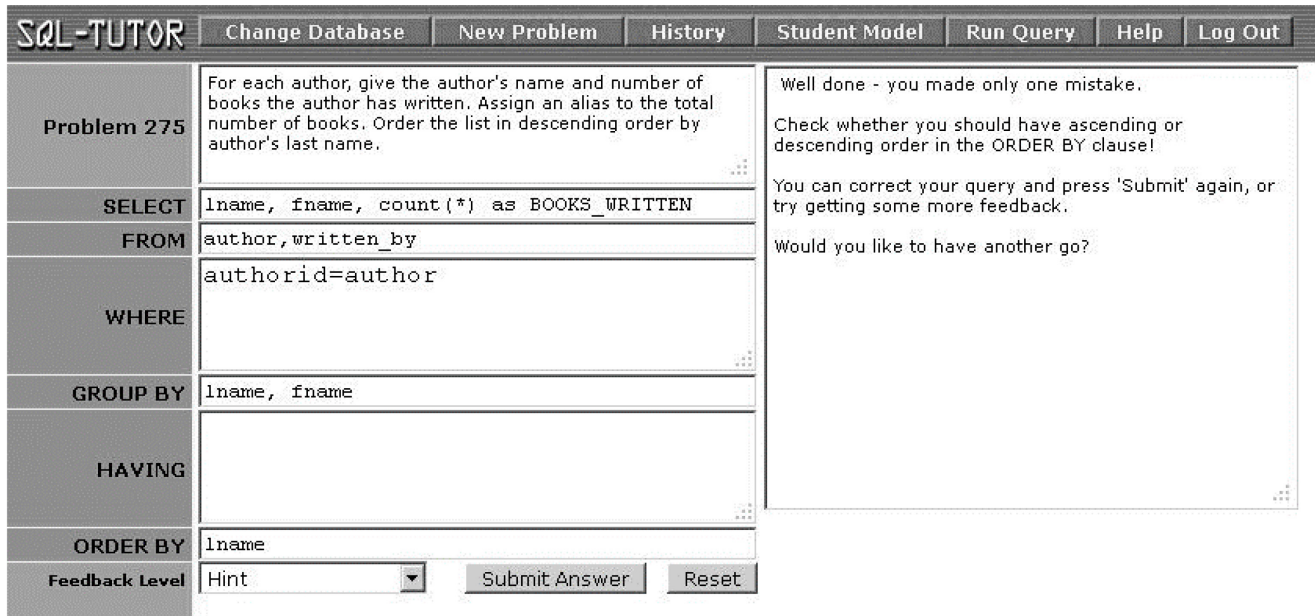 SQL-TUTOR Change Database New Problem History Student Model Run Query Help Log Out
Problem 275
For each author, give the author's name and number of
books the author has written. Assign an alias to the total
number of books. Order the list in descending order by
author's last name.
SELECT lname, fname, count(*) as BOOKS_WRITTEN
FROM author,written_by
WHERE authorid=author
GROUP BY lname, fname
HAVING
ORDER BY lname
Feedback Level Hint Submit Answer Reset
Well done - you made only one mistake.
Check whether you should have ascending or
descending order in the ORDER BY clause!
You can correct your query and press 'Submit' again, or
try getting some more feedback.
Would you like to have another go?